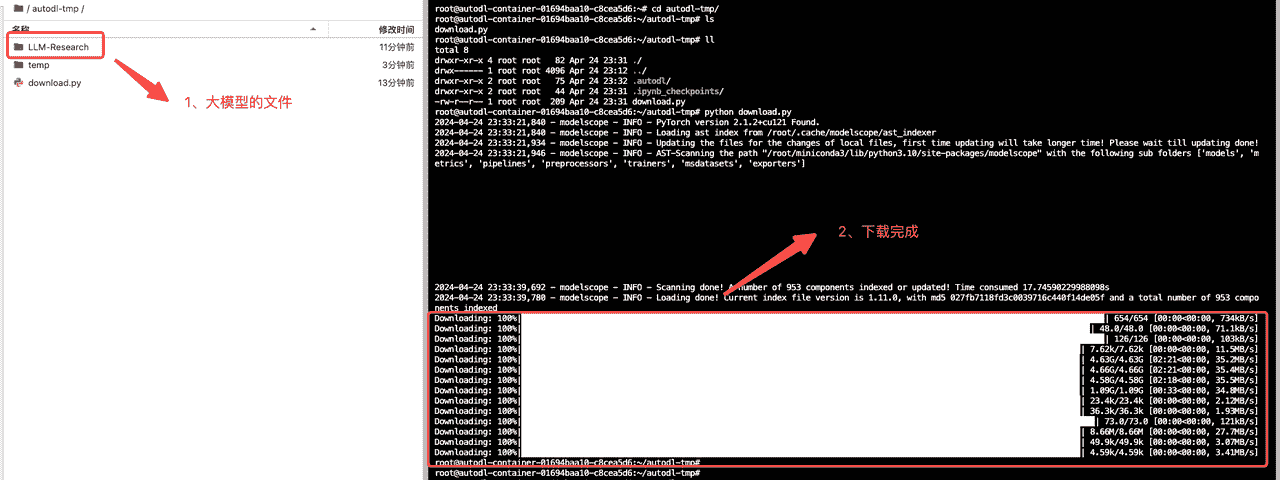 / autodl-tmp /
名称 修改时间
LLM-Research 11分钟前
temp 3分钟前
download.py 13分钟前
1、大模型的文件
root@autodl-container-01694baa10-c8cea5d6:~# cd autodl-tmp/
root@autodl-container-01694baa10-c8cea5d6:~/autodl-tmp# ls
download.py
root@autodl-container-01694baa10-c8cea5d6:~/autodl-tmp# ll
total 8
drwxr-xr-x 4 root root 82 Apr 24 23:31 ./
drwx------ 1 root root 4096 Apr 24 23:12 ../
drwxr-xr-x 2 root root 75 Apr 24 23:32 .autodl/
drwxr-xr-x 2 root root 44 Apr 24 23:31 .ipynb_checkpoints/
-rw-r--r-- 1 root root 209 Apr 24 23:31 download.py
root@autodl-container-01694baa10-c8cea5d6:~/autodl-tmp# python download.py
2024-04-24 23:33:21,840 - modelscope - INFO - PyTorch version 2.1.2+cu121 Found.
2024-04-24 23:33:21,840 - modelscope - INFO - Loading ast index from /root/.cache/modelscope/ast_indexer
2024-04-24 23:33:21,934 - modelscope - INFO - Updating the files for the changes of local files, first time updating will take longer time! Please wait till updating done!
2024-04-24 23:33:21,946 - modelscope - INFO - AST-Scanning the path "/root/miniconda3/lib/python3.10/site-packages/modelscope" with the following sub folders ['models', 'm
etrics', 'pipelines', 'preprocessors', 'trainers', 'msdatasets', 'exporters']
2、下载完成
2024-04-24 23:33:39,692 - modelscope - INFO - Scanning done! A number of 953 components indexed or updated! Time consumed 17.74590229988098s
2024-04-24 23:33:39,780 - modelscope - INFO - Loading done! Current index file version is 1.11.0, with md5 027fb7118fd3c0039716c440f14de05f and a total number of 953 compo
nents indexed
Downloading: 100%| | 654/654 [00:00<00:00, 734kB/s]
Downloading: 100%| | 48.0/48.0 [00:00<00:00, 71.1kB/s]
Downloading: 100%| | 126/126 [00:00<00:00, 103kB/s]
Downloading: 100%| | 7.62k/7.62k [00:00<00:00, 11.5MB/s]
Downloading: 100%| | 4.63G/4.63G [02:21<00:00, 35.2MB/s]
Downloading: 100%| | 4.66G/4.66G [02:21<00:00, 35.4MB/s]
Downloading: 100%| | 4.58G/4.58G [02:18<00:00, 35.5MB/s]
Downloading: 100%| | 1.09G/1.09G [00:33<00:00, 34.8MB/s]
Downloading: 100%| | 23.4k/23.4k [00:00<00:00, 2.12MB/s]
Downloading: 100%| | 36.3k/36.3k [00:00<00:00, 1.93MB/s]
Downloading: 100%| | 73.0/73.0 [00:00<00:00, 121kB/s]
Downloading: 100%| | 8.66M/8.66M [00:00<00:00, 27.7MB/s]
Downloading: 100%| | 49.9k/49.9k [00:00<00:00, 3.07MB/s]
Downloading: 100%| | 4.59k/4.59k [00:00<00:00, 3.41MB/s]
root@autodl-container-01694baa10-c8cea5d6:~/autodl-tmp#
root@autodl-container-01694baa10-c8cea5d6:~/autodl-tmp#